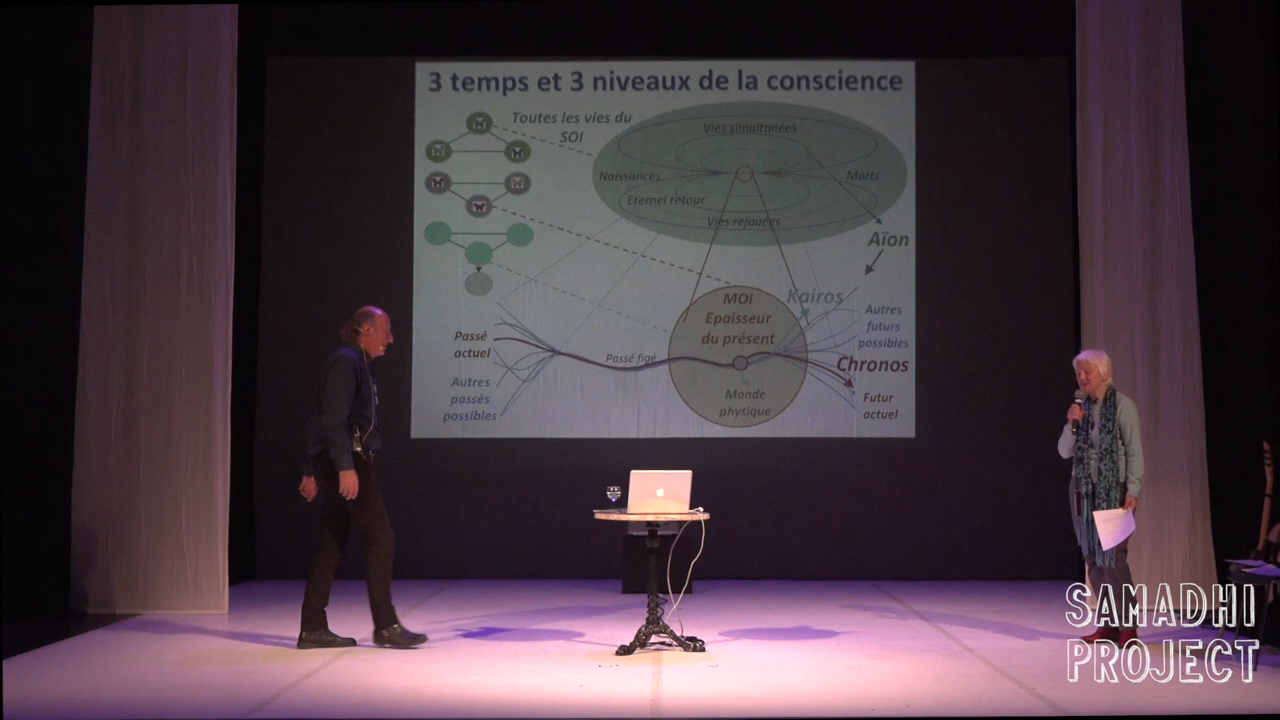 3 temps et 3 niveaux de la conscience
Toutes les vies du
SOI
Vies simultanées
Naissances
Morts
Eternel retour
Vies rejouées
Aïon
MOI
Epaisseur
du présent
Kairos
Autres
futurs
possibles
Passé
actuel
Passé figé
Chronos
Autres
passés
possibles
Monde
physique
Futur
actuel
SAMADHI
PROJECT